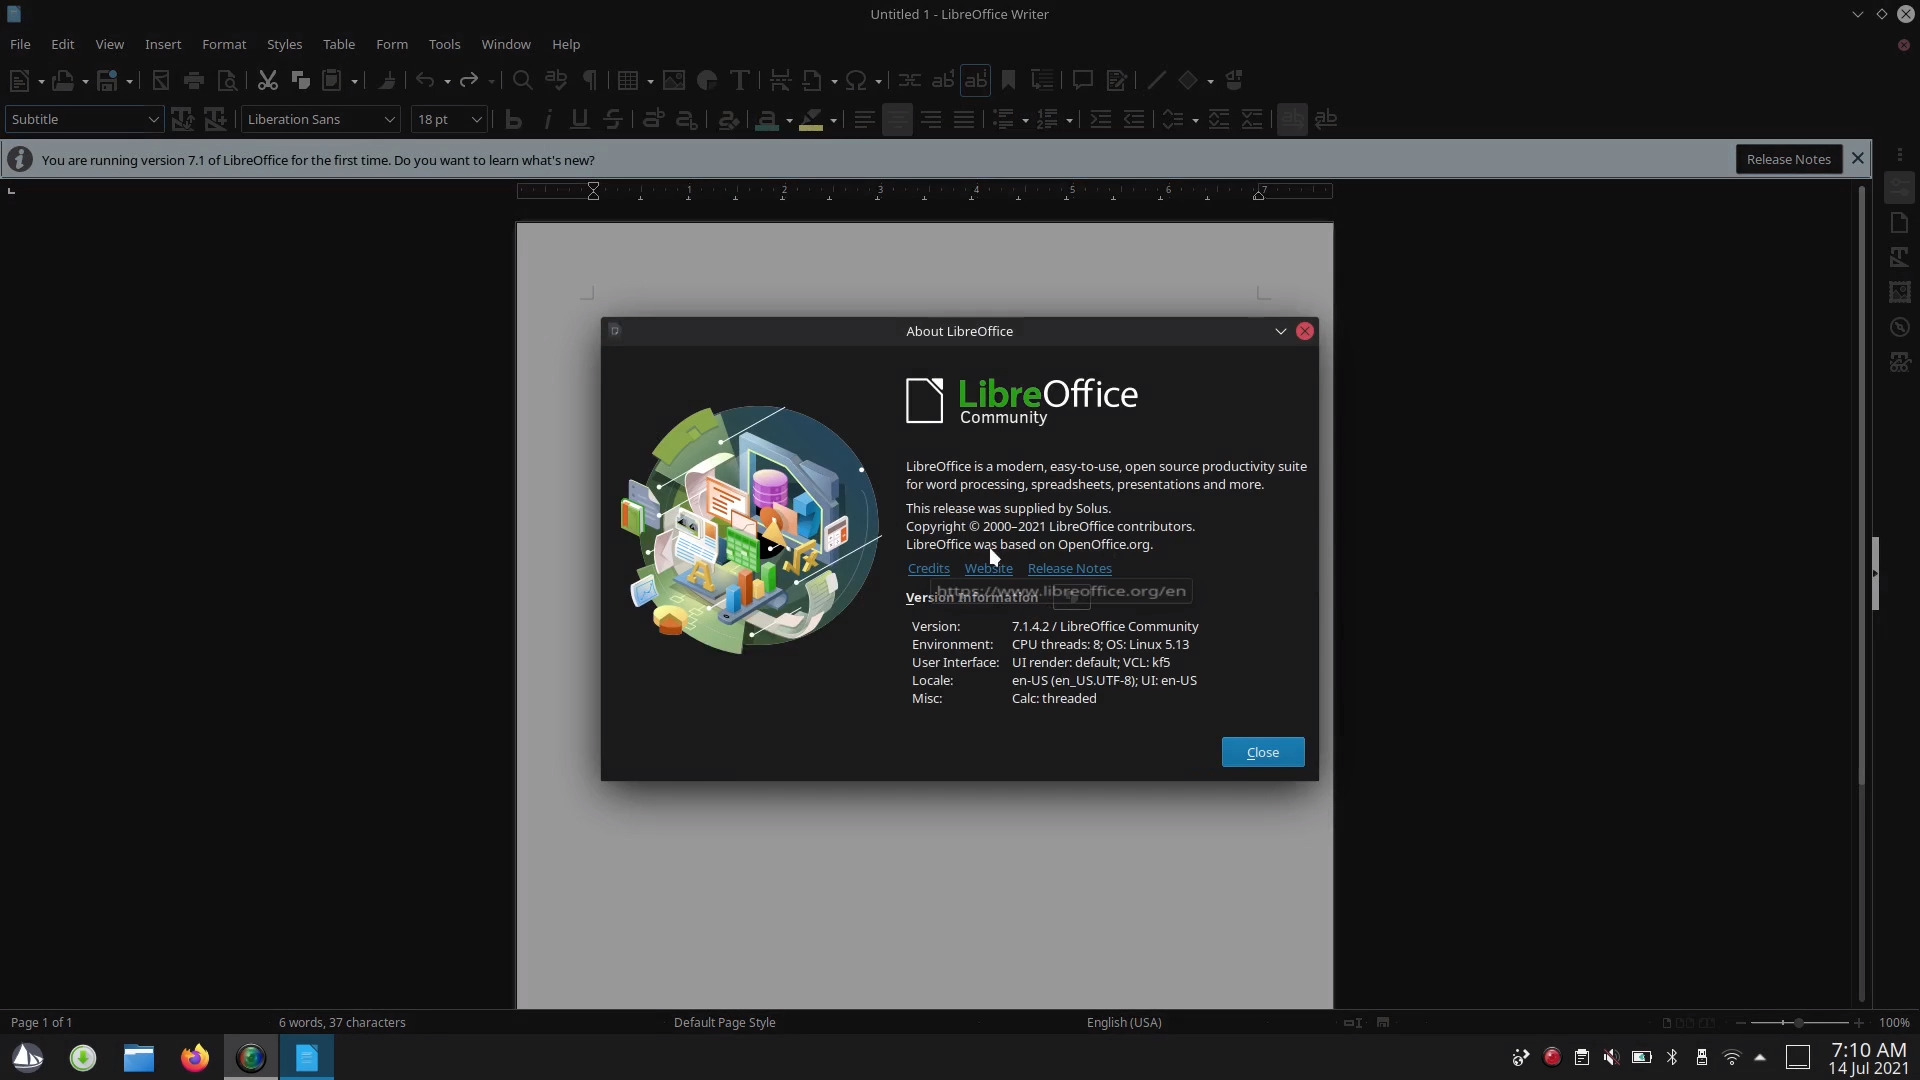 Untitled 1 - LibreOffice Writer
File Edit View Insert Format Styles Table Form Tools Window Help
Subtitle Liberation Sans 18 pt
You are running version 7.1 of LibreOffice for the first time. Do you want to learn what's new? Release Notes
1 2 3 4 5 6 7
About LibreOffice
LibreOffice
Community
LibreOffice is a modern, easy-to-use, open source productivity suite
for word processing, spreadsheets, presentations and more.
This release was supplied by Solus.
Copyright © 2000–2021 LibreOffice contributors.
LibreOffice was based on OpenOffice.org.
Credits Website Release Notes
https://www.libreoffice.org/en
Version Information
Version: 7.1.4.2 / LibreOffice Community
Environment: CPU threads: 8; OS: Linux 5.13
User Interface: UI render: default; VCL: kf5
Locale: en-US (en_US.UTF-8); UI: en-US
Misc: Calc: threaded
Close
Page 1 of 1 6 words, 37 characters Default Page Style English (USA) 100%
7:10 AM
14 Jul 2021